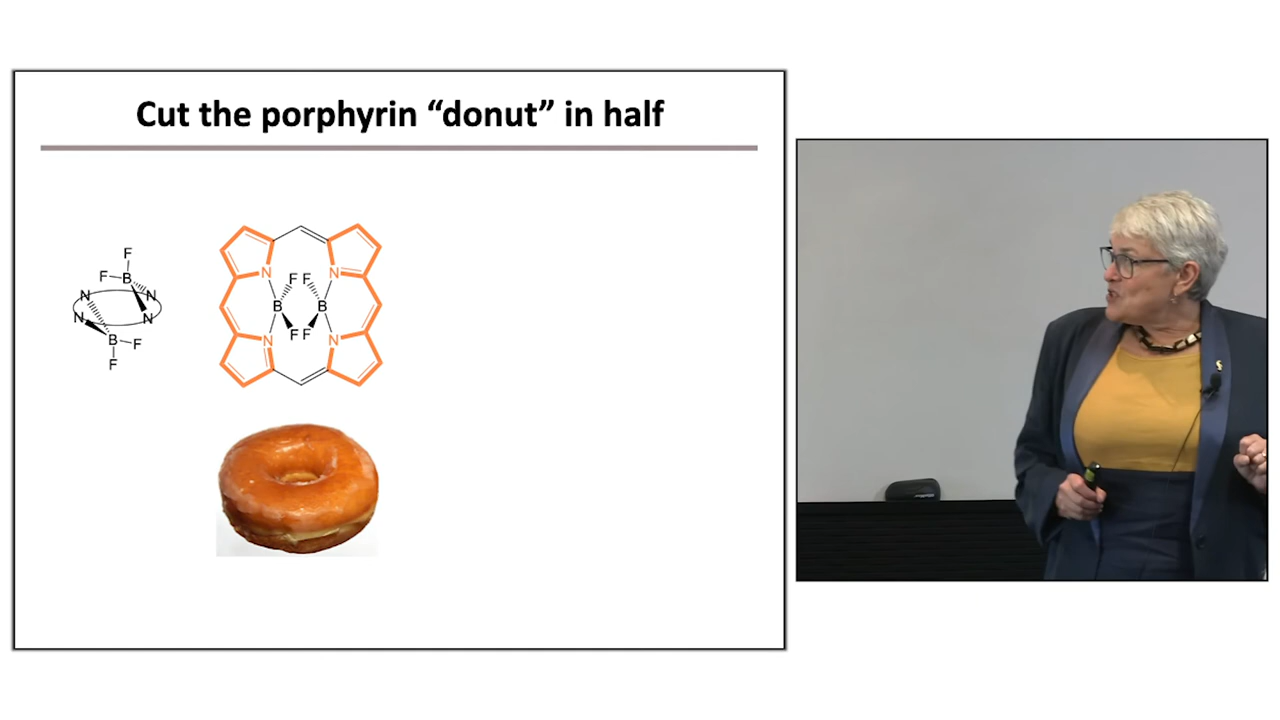 Cut the porphyrin “donut” in half
F
F B
N N
N N
B F
F
N F F N
B B
F F
N N